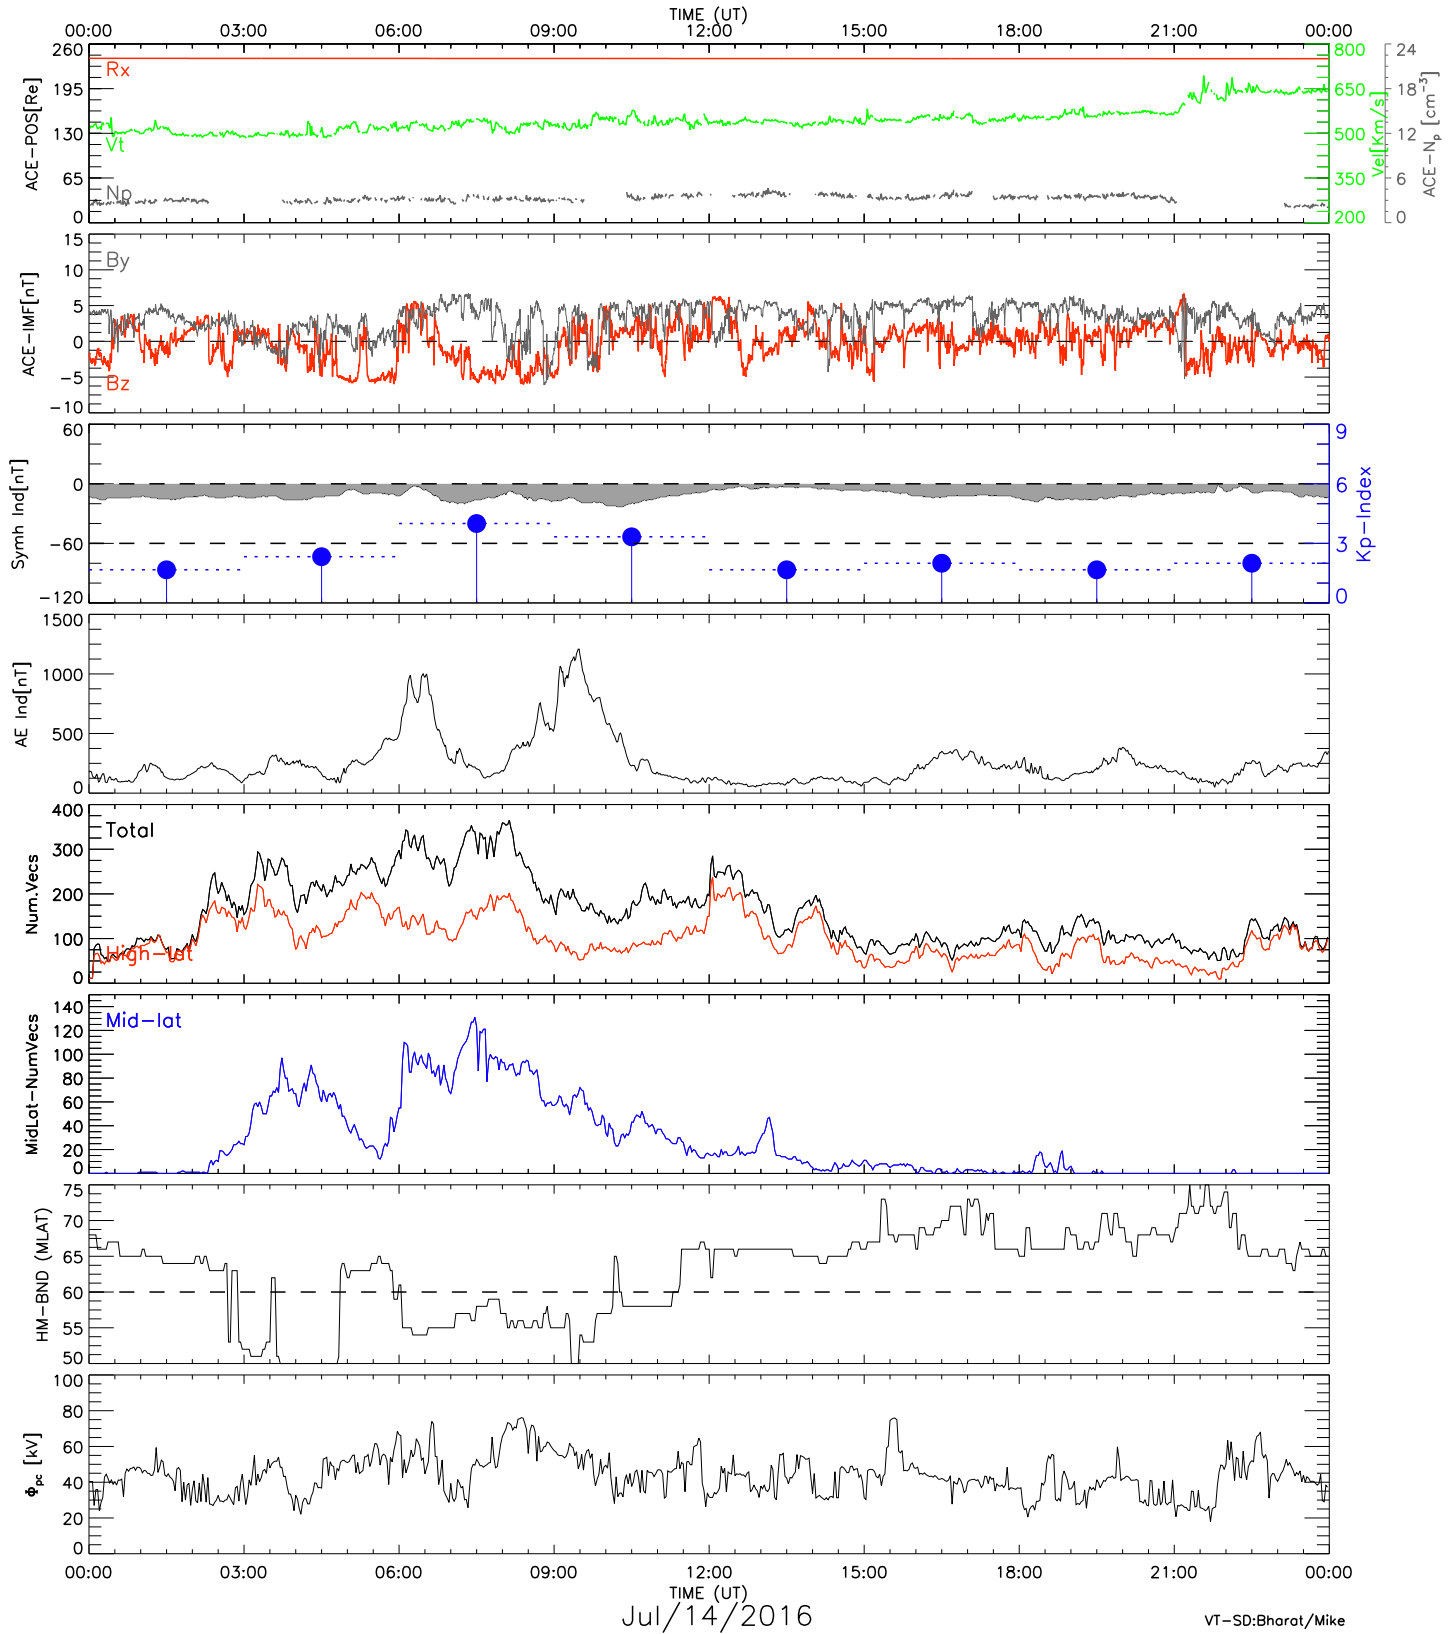 TIME (UT)
00:00 03:00 06:00 09:00 12:00 15:00 18:00 21:00 00:00
260 195 130 65 0
ACE-POS[Re]
Rx
Vt
Np
800 650 500 350 200
Vel[Km/s]
24 18 12 6 0
ACE-Np [cm⁻³]
15 10 5 0 -5 -10
ACE-IMF[nT]
By
Bz
60 0 -60 -120
Symh Ind[nT]
9 6 3 0
Kp-Index
1500 1000 500 0
AE Ind[nT]
400 300 200 100 0
Num.Vecs
Total
High-lat
140 120 100 80 60 40 20 0
MidLat-NumVecs
Mid-lat
75 70 65 60 55 50
HM-BND (MLAT)
100 80 60 40 20 0
Φpc [kV]
00:00 03:00 06:00 09:00 12:00 15:00 18:00 21:00 00:00
TIME (UT)
Jul/14/2016
VT-SD:Bharat/Mike